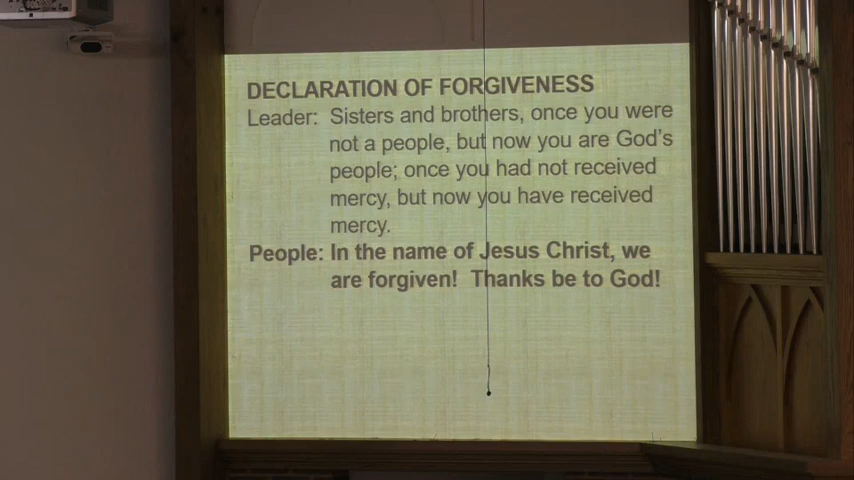 DECLARATION OF FORGIVENESS
Leader: Sisters and brothers, once you were
not a people, but now you are God's
people; once you had not received
mercy, but now you have received
mercy.
People: In the name of Jesus Christ, we
are forgiven! Thanks be to God!